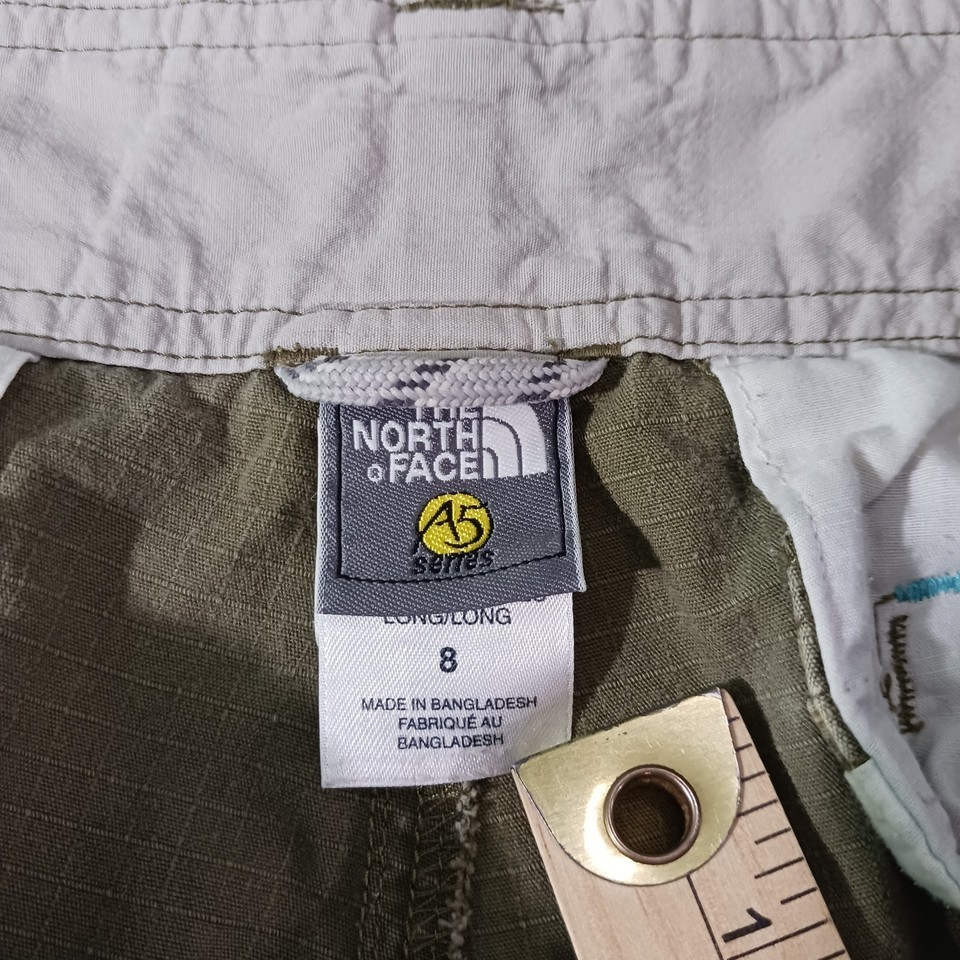 THE
NORTH
® FACE
A5
series
LONG/LONG
8
MADE IN BANGLADESH
FABRIQUÉ AU
BANGLADESH
1